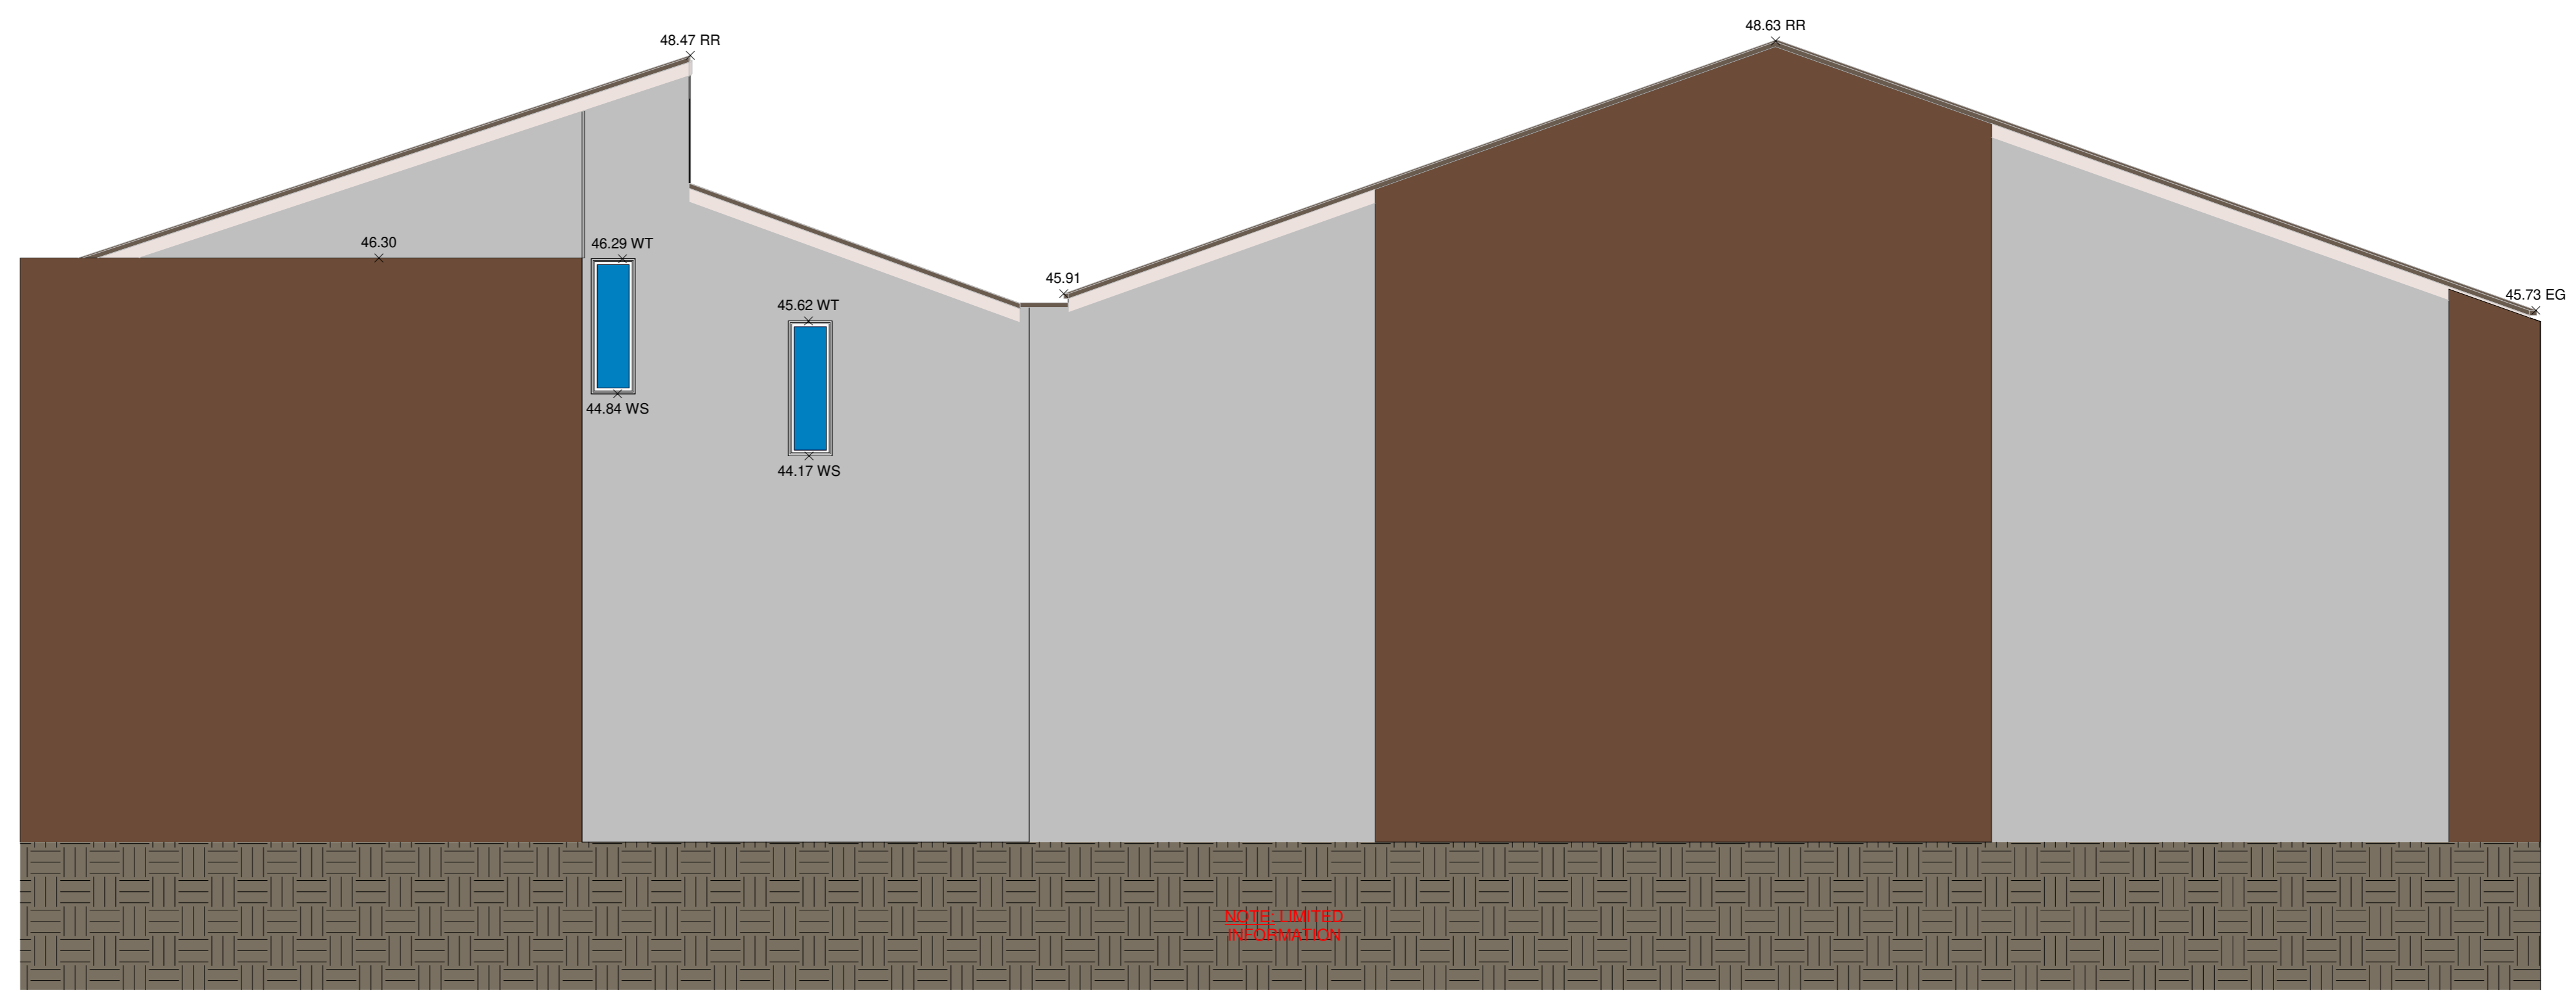 48.63 RR
48.47 RR
46.30
46.29 WT
45.91
45.73 EG
45.62 WT
44.84 WS
44.17 WS
NOTE: LIMITED
INFORMATION